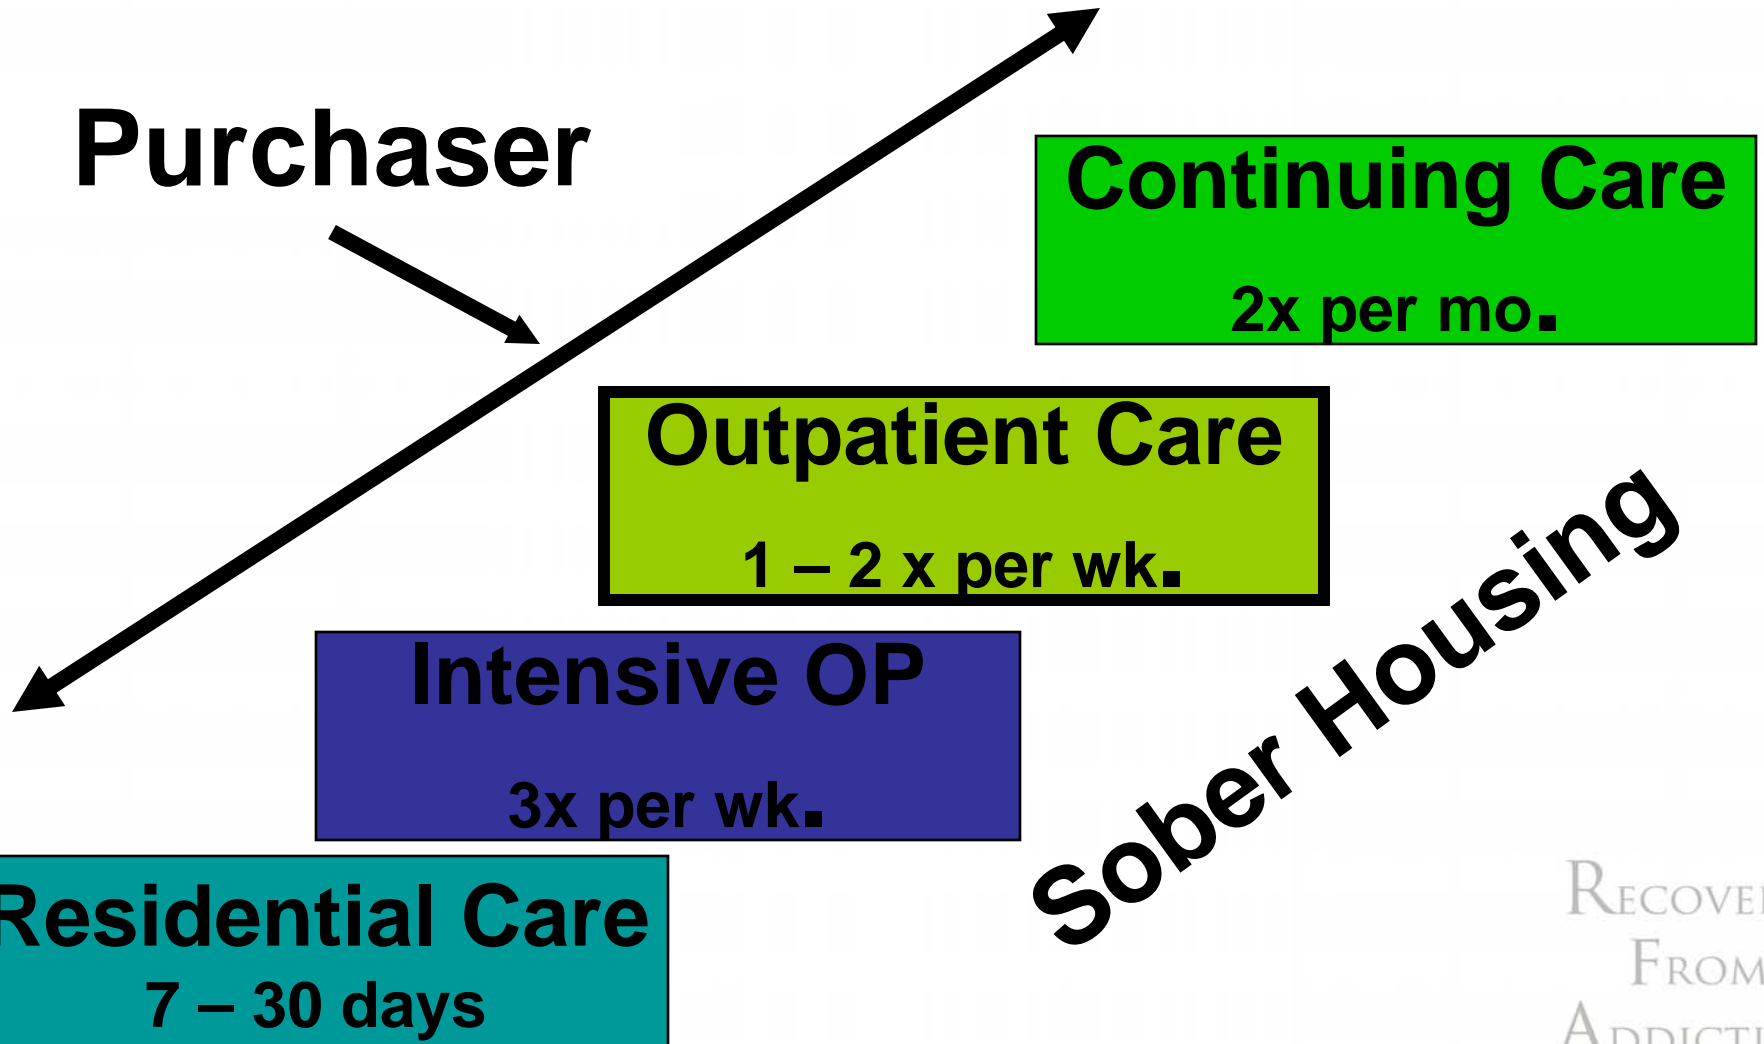 Purchaser
Continuing Care
2x per mo.
Outpatient Care
1 – 2 x per wk.
Intensive OP
3x per wk.
Sober Housing
Residential Care
7 – 30 days
FROM